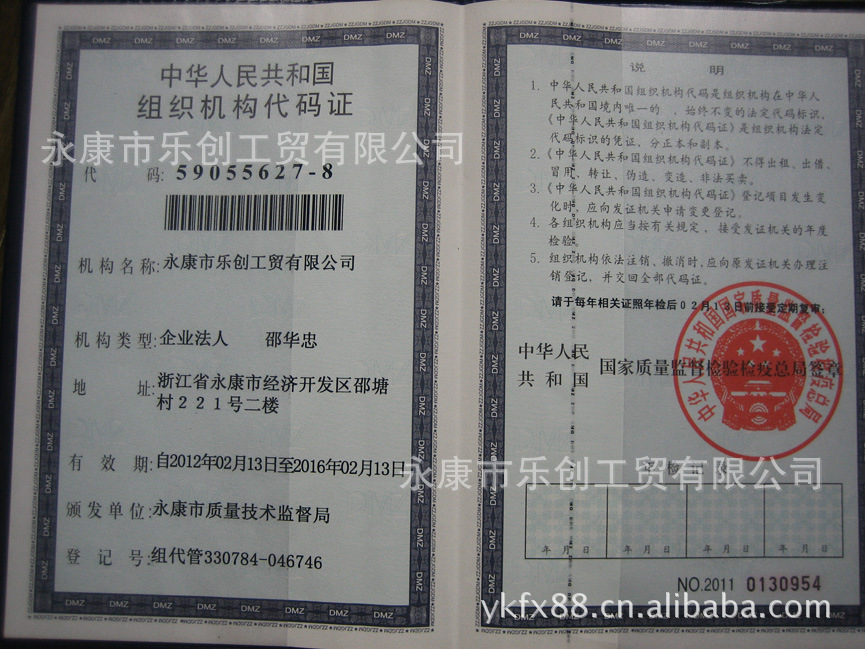 中华人民共和国
组织机构代码证
永康市乐创工贸有限公司
代 码: 59055627-8
机构名称: 永康市乐创工贸有限公司
机构类型: 企业法人 邵华忠
地 址: 浙江省永康市经济开发区邵塘
村221号二楼
有 效 期: 自2012年02月13日至2016年02月13日
颁发单位: 永康市质量技术监督局
登 记 号: 组代管330784-046746
说 明
1. 中华人民共和国组织机构代码是组织机构在中华人
民共和国境内唯一的、始终不变的法定代码标识,
《中华人民共和国组织机构代码证》是组织机构法定
代码标识的凭证,分正本和副本。
2.《中华人民共和国组织机构代码证》不得出租、出借、
冒用、转让、伪造、变造、非法买卖。
3.《中华人民共和国组织机构代码证》登记项目发生变
化时,应向发证机关申请变更登记。
4. 各组织机构应当按有关规定,接受发证机关的年度
检验。
5. 组织机构依法注销、撤消时,应向原发证机关办理注
销登记,并交回全部代码证。
请于每年相关证照年检后02月13日前接受定期复审;
中华人民
共和国 国家质量监督检验检疫总局签章
中华人民共和国国家质量监督检验检疫总局
永康市乐创工贸有限公司
年 月 日 年 月 日 年 月 日 年 月 日
NO.2011 0130954
ykfx88.cn.alibaba.com